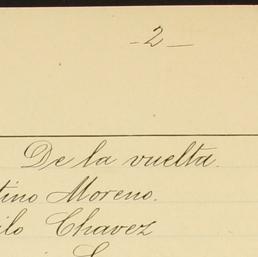 - 2 -
De la vuelta.
tino Moreno.
ilo Chavez